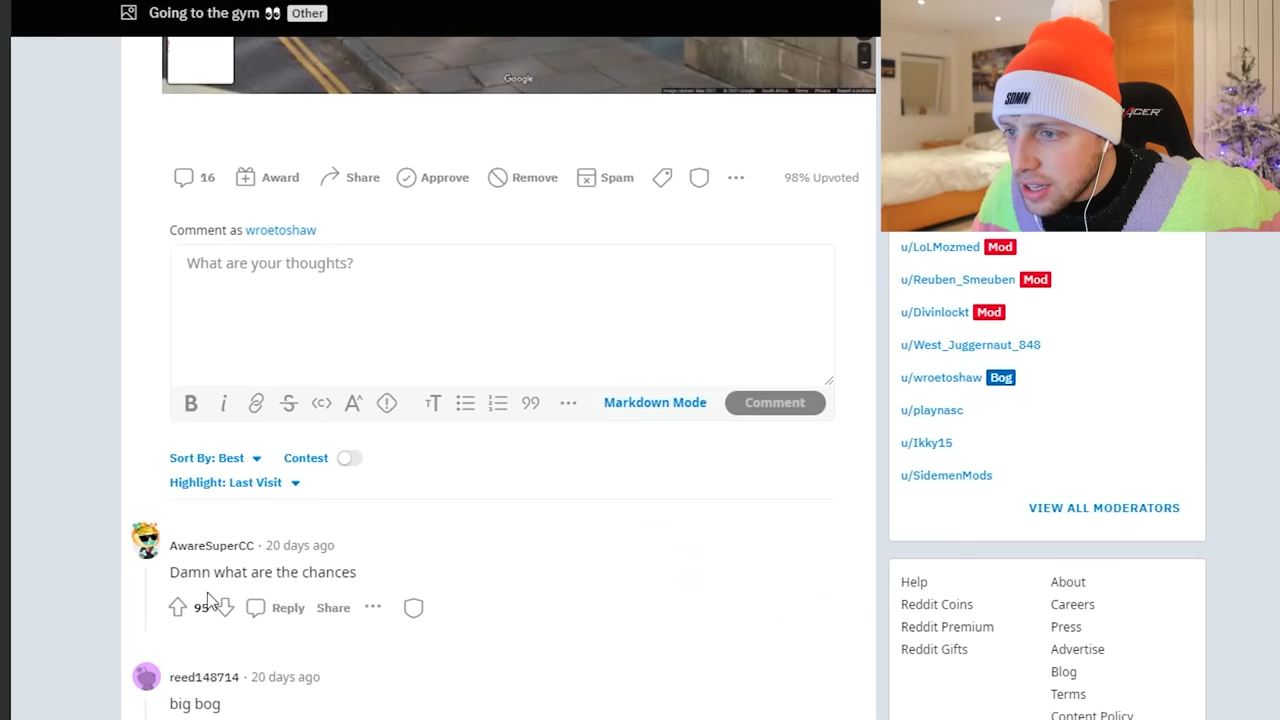 Going to the gym 👀 Other
Google
16 Award Share Approve Remove Spam 98% Upvoted
Comment as wroetoshaw
What are your thoughts?
Markdown Mode Comment
Sort By: Best Contest
Highlight: Last Visit
AwareSuperCC · 20 days ago
Damn what are the chances
95 Reply Share
reed148714 · 20 days ago
big bog
SDMN
ACER
u/LoLMozmed Mod
u/Reuben_Smeuben Mod
u/Divinlockt Mod
u/West_Juggernaut_848
u/wroetoshaw Bog
u/playnasc
u/Ikky15
u/SidemenMods
VIEW ALL MODERATORS
Help About
Reddit Coins Careers
Reddit Premium Press
Reddit Gifts Advertise
Blog
Terms
Content Policy